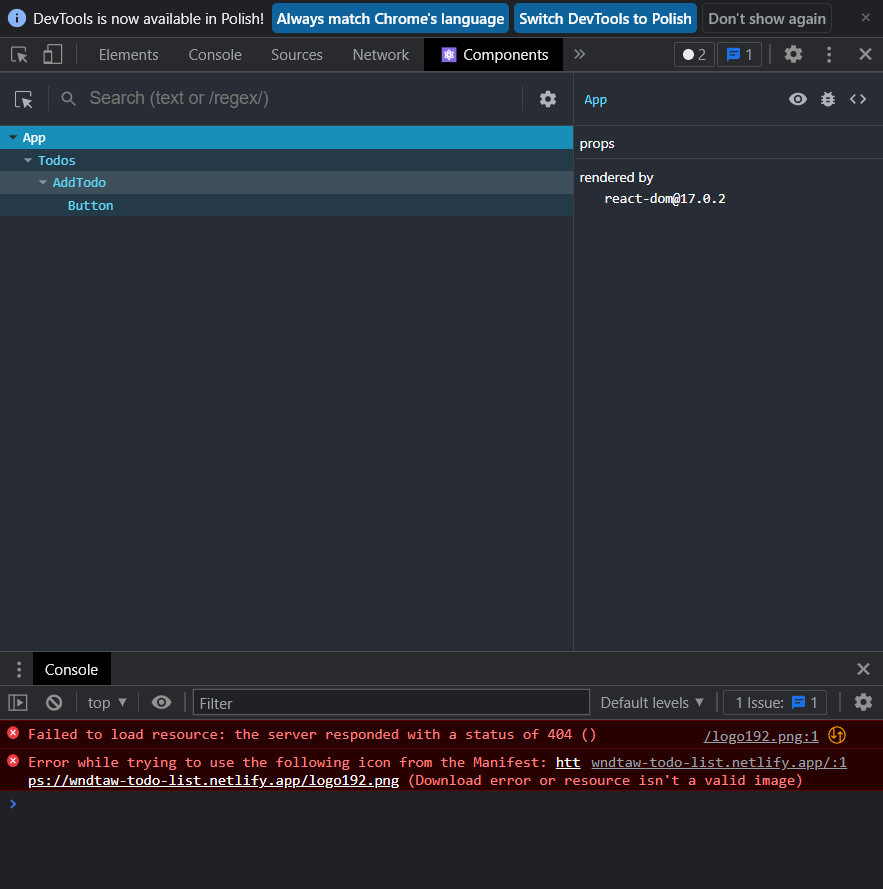 DevTools is now available in Polish! Always match Chrome's language Switch DevTools to Polish Don't show again
Elements Console Sources Network Components 2 1
Search (text or /regex/)
App
App
Todos
AddTodo
Button
props
rendered by
react-dom@17.0.2
Console
top Filter Default levels 1 Issue: 1
Failed to load resource: the server responded with a status of 404 () /logo192.png:1
Error while trying to use the following icon from the Manifest: htt wndtaw-todo-list.netlify.app/:1
ps://wndtaw-todo-list.netlify.app/logo192.png (Download error or resource isn't a valid image)